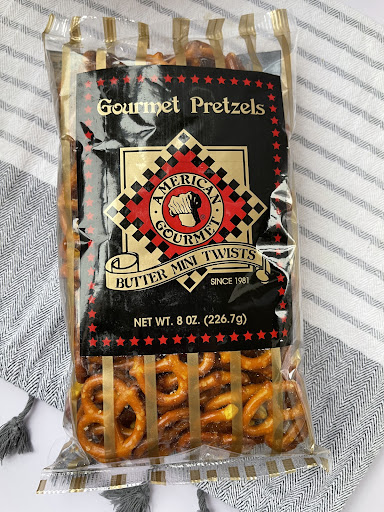 Gourmet Pretzels
AMERICAN
GOURMET
BUTTER MINI TWISTS
SINCE 1981
NET WT. 8 OZ. (226.7g)